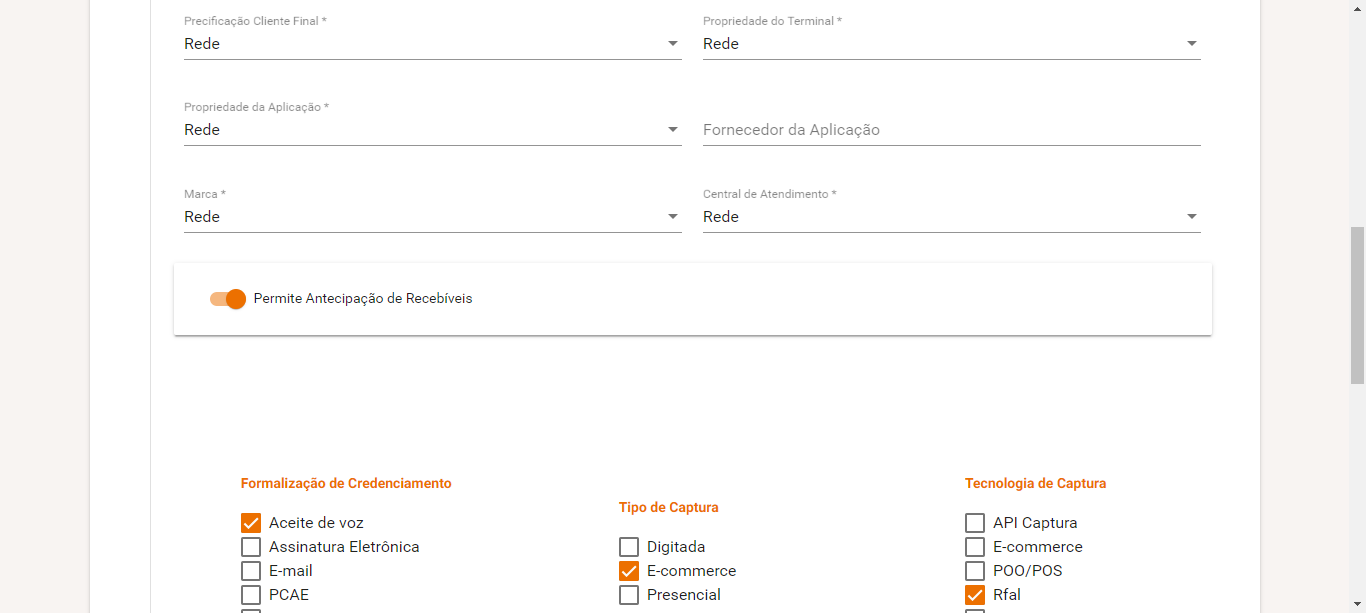 Precificação Cliente Final *
Rede
Propriedade do Terminal *
Rede
Propriedade da Aplicação *
Rede
Fornecedor da Aplicação
Marca *
Rede
Central de Atendimento *
Rede
Permite Antecipação de Recebíveis
Formalização de Credenciamento
Aceite de voz
Assinatura Eletrônica
E-mail
PCAE
Tipo de Captura
Digitada
E-commerce
Presencial
Tecnologia de Captura
API Captura
E-commerce
POO/POS
Rfal